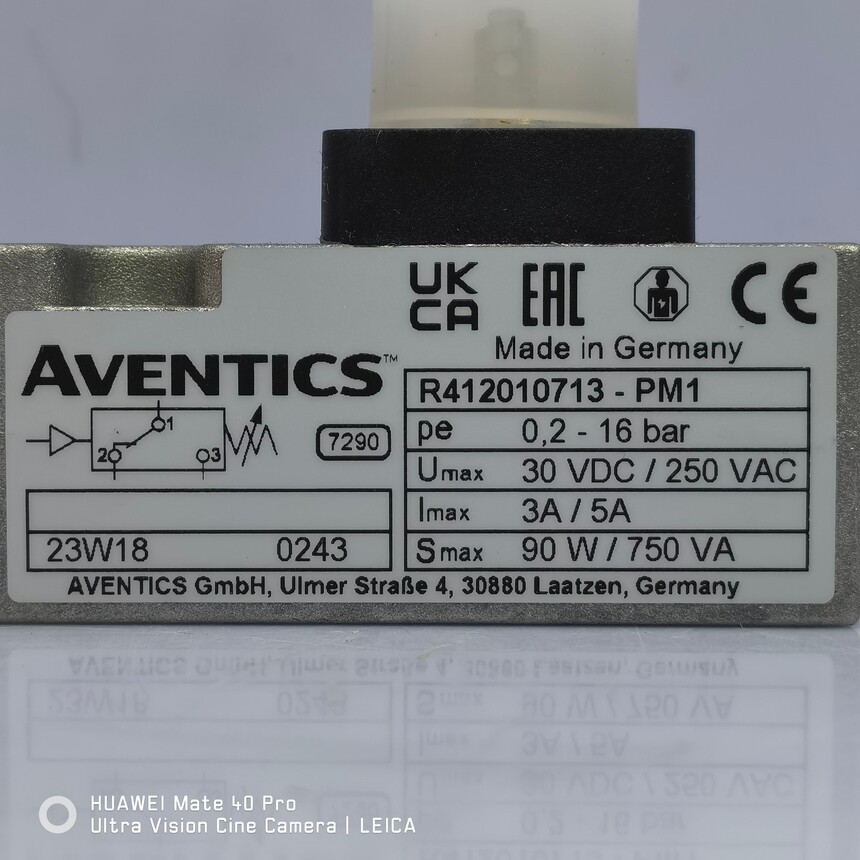 UK
CA
EAC
CE
Made in Germany
AVENTICS™
1
2
3
7290
R412010713 - PM1
pe 0,2 - 16 bar
Umax 30 VDC / 250 VAC
Imax 3A / 5A
Smax 90 W / 750 VA
23W18 0243
AVENTICS GmbH, Ulmer Straße 4, 30880 Laatzen, Germany
HUAWEI Mate 40 Pro
Ultra Vision Cine Camera | LEICA